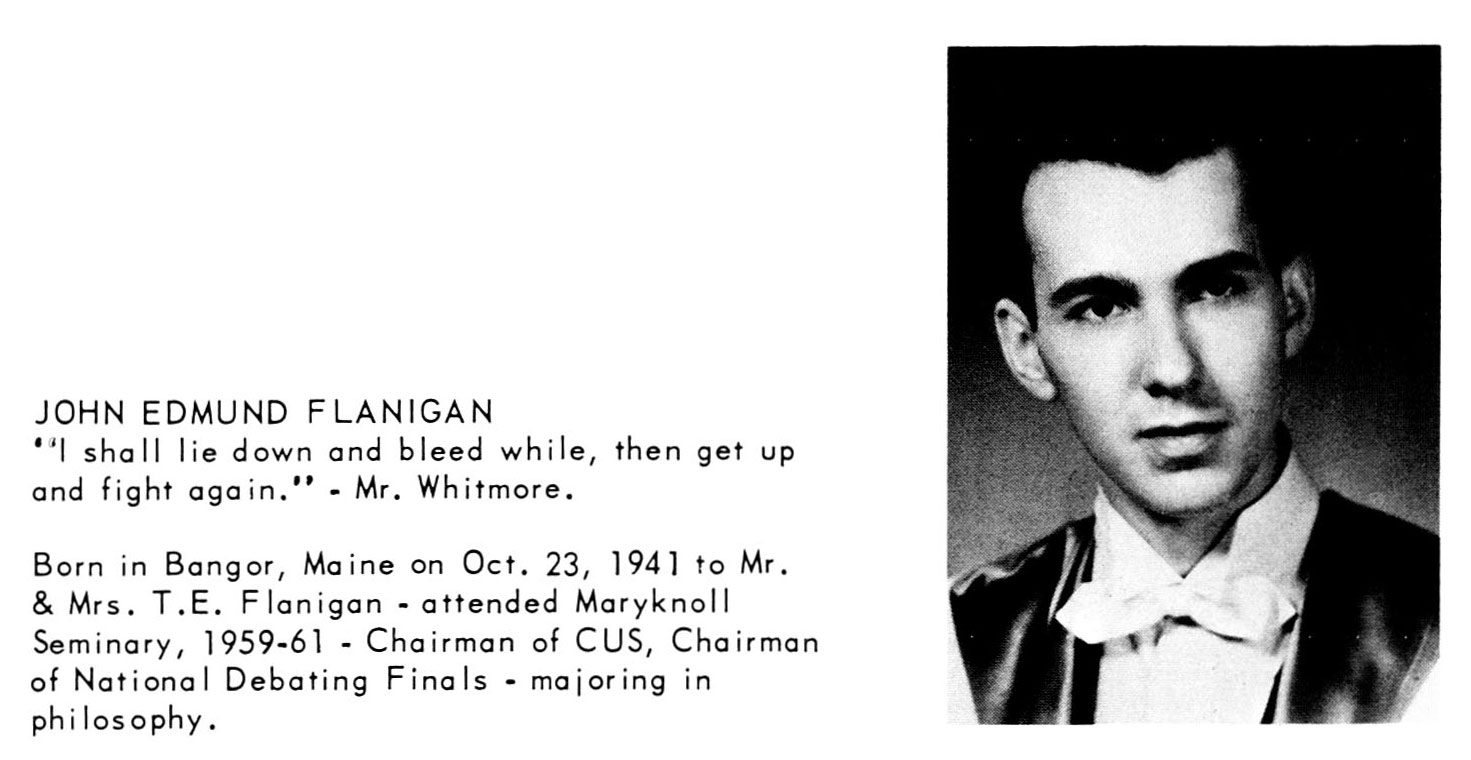 JOHN EDMUND FLANIGAN
"“I shall lie down and bleed while, then get up
and fight again." - Mr. Whitmore.
Born in Bangor, Maine on Oct. 23, 1941 to Mr.
& Mrs. T.E. Flanigan - attended Maryknoll
Seminary, 1959-61 - Chairman of CUS, Chairman
of National Debating Finals - majoring in
philosophy.